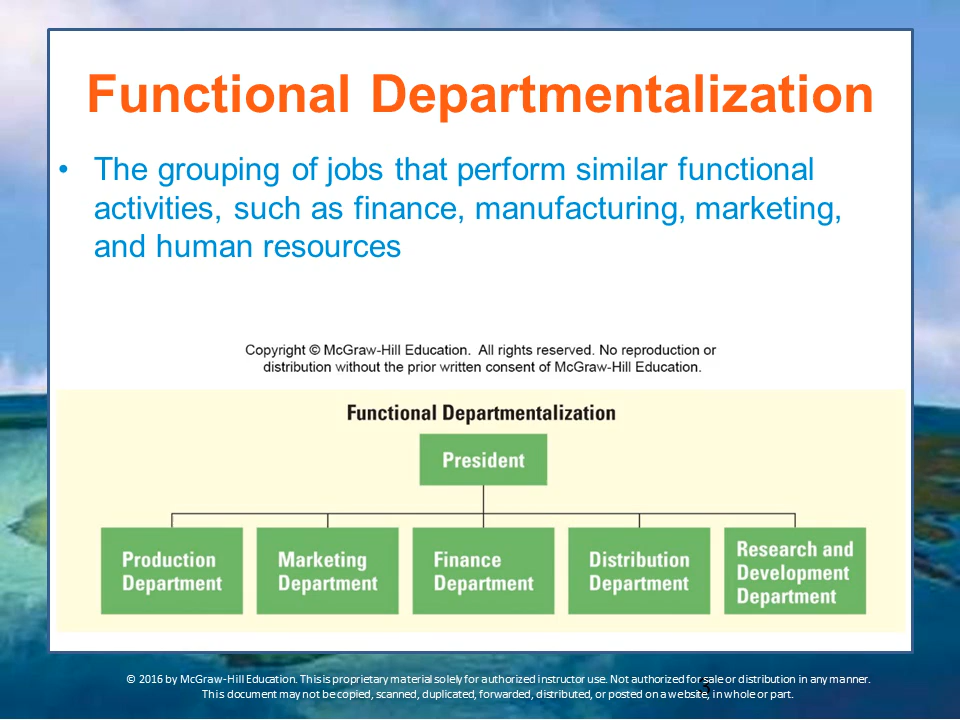 Functional Departmentalization
• The grouping of jobs that perform similar functional
activities, such as finance, manufacturing, marketing,
and human resources
Copyright © McGraw-Hill Education. All rights reserved. No reproduction or
distribution without the prior written consent of McGraw-Hill Education.
Functional Departmentalization
President
Production
Department
Marketing
Department
Finance
Department
Distribution
Department
Research and
Development
Department
© 2016 by McGraw-Hill Education. This is proprietary material solely for authorized instructor use. Not authorized for sale or distribution in any manner.
This document may not be copied, scanned, duplicated, forwarded, distributed, or posted on a website, in whole or part.